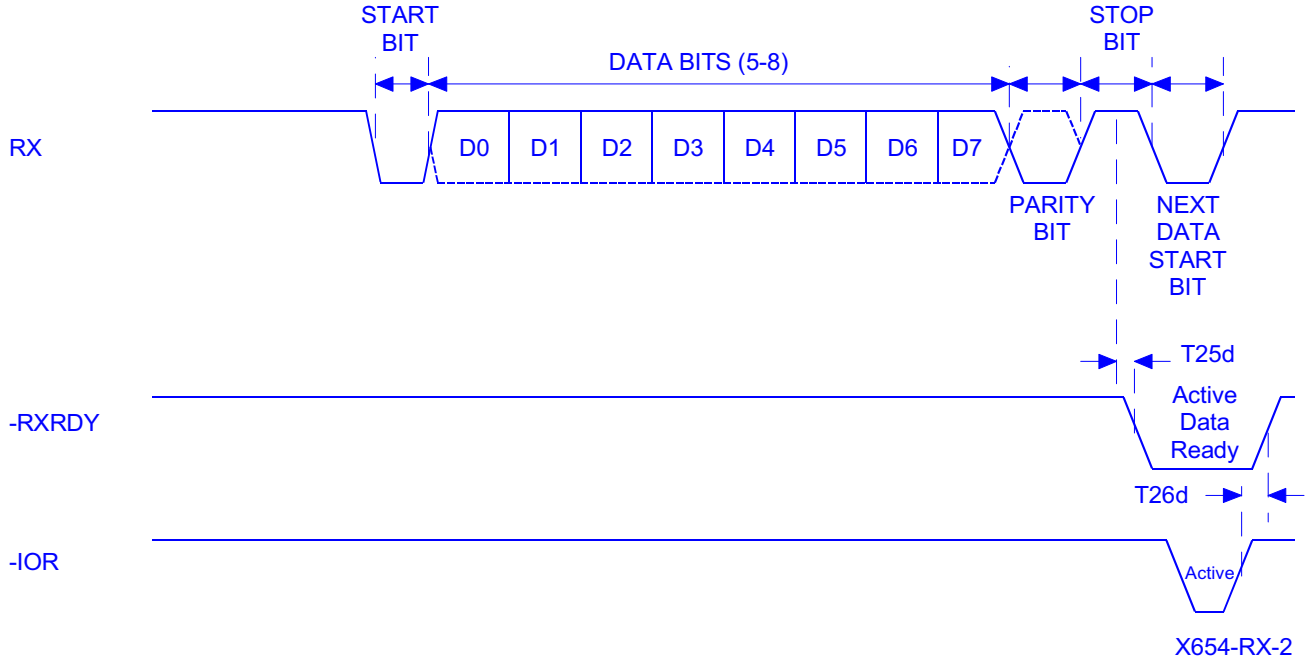 START
BIT
STOP
BIT
DATA BITS (5-8)
RX
D0 D1 D2 D3 D4 D5 D6 D7
PARITY
BIT
NEXT
DATA
START
BIT
T25d
-RXRDY
Active
Data
Ready
T26d
-IOR
Active
X654-RX-2